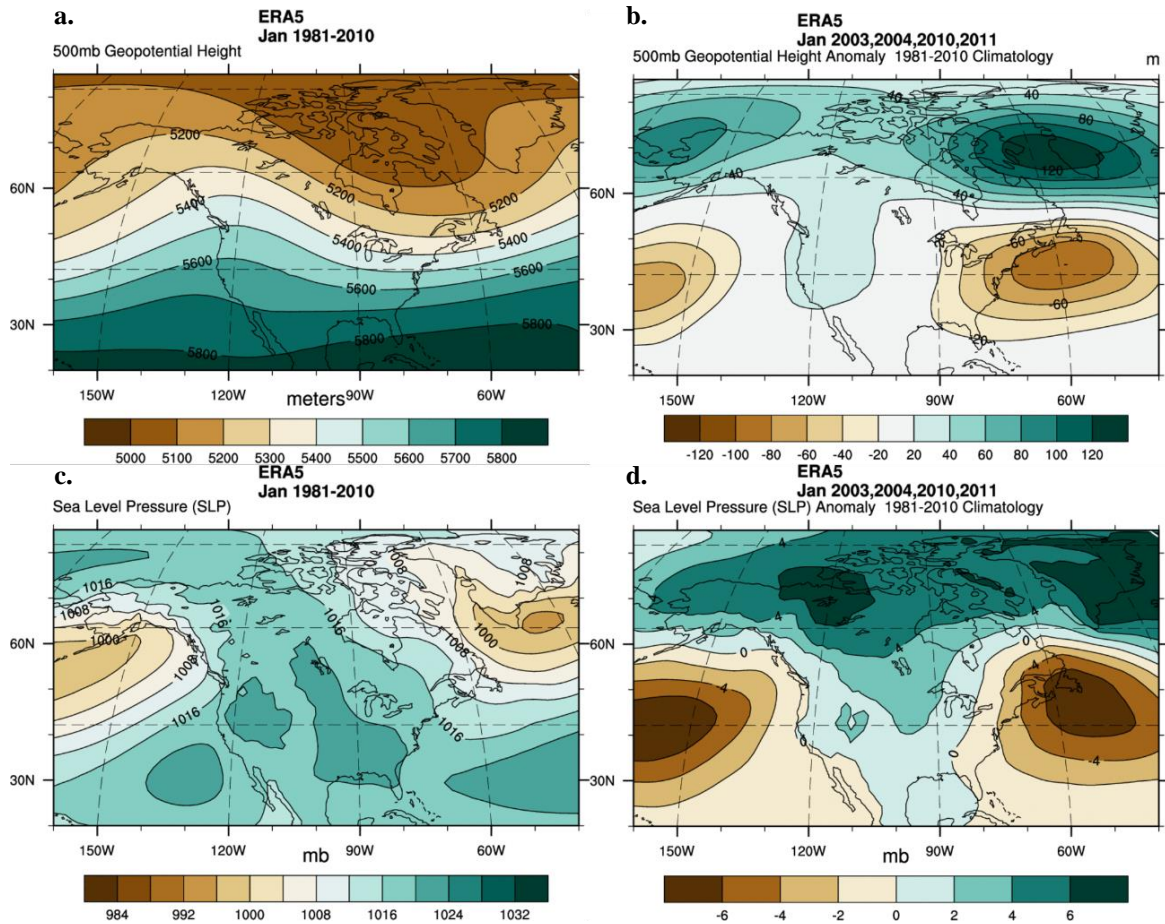 a.
ERA5
Jan 1981-2010
500mb Geopotential Height
5200
5400
5600
5800
5200
5400
5600
5800
5200
5400
5600
5800
60N
30N
150W
120W
90W
60W
meters
5000 5100 5200 5300 5400 5500 5600 5700 5800
b.
ERA5
Jan 2003,2004,2010,2011
500mb Geopotential Height Anomaly 1981-2010 Climatology m
40
40
80
120
40
40
-60
-60
-20
60N
30N
150W
120W
90W
60W
-120 -100 -80 -60 -40 -20 20 40 60 80 100 120
c.
ERA5
Jan 1981-2010
Sea Level Pressure (SLP)
1016
1008
1000
1016
1008
1016
1016
1008
1008
1000
1008
1016
60N
30N
150W
120W
90W
60W
mb
984 992 1000 1008 1016 1024 1032
d.
ERA5
Jan 2003,2004,2010,2011
Sea Level Pressure (SLP) Anomaly 1981-2010 Climatology
4
4
4
4
0
0
-4
0
0
-4
60N
30N
150W
120W
90W
60W
mb
-6 -4 -2 0 2 4 6